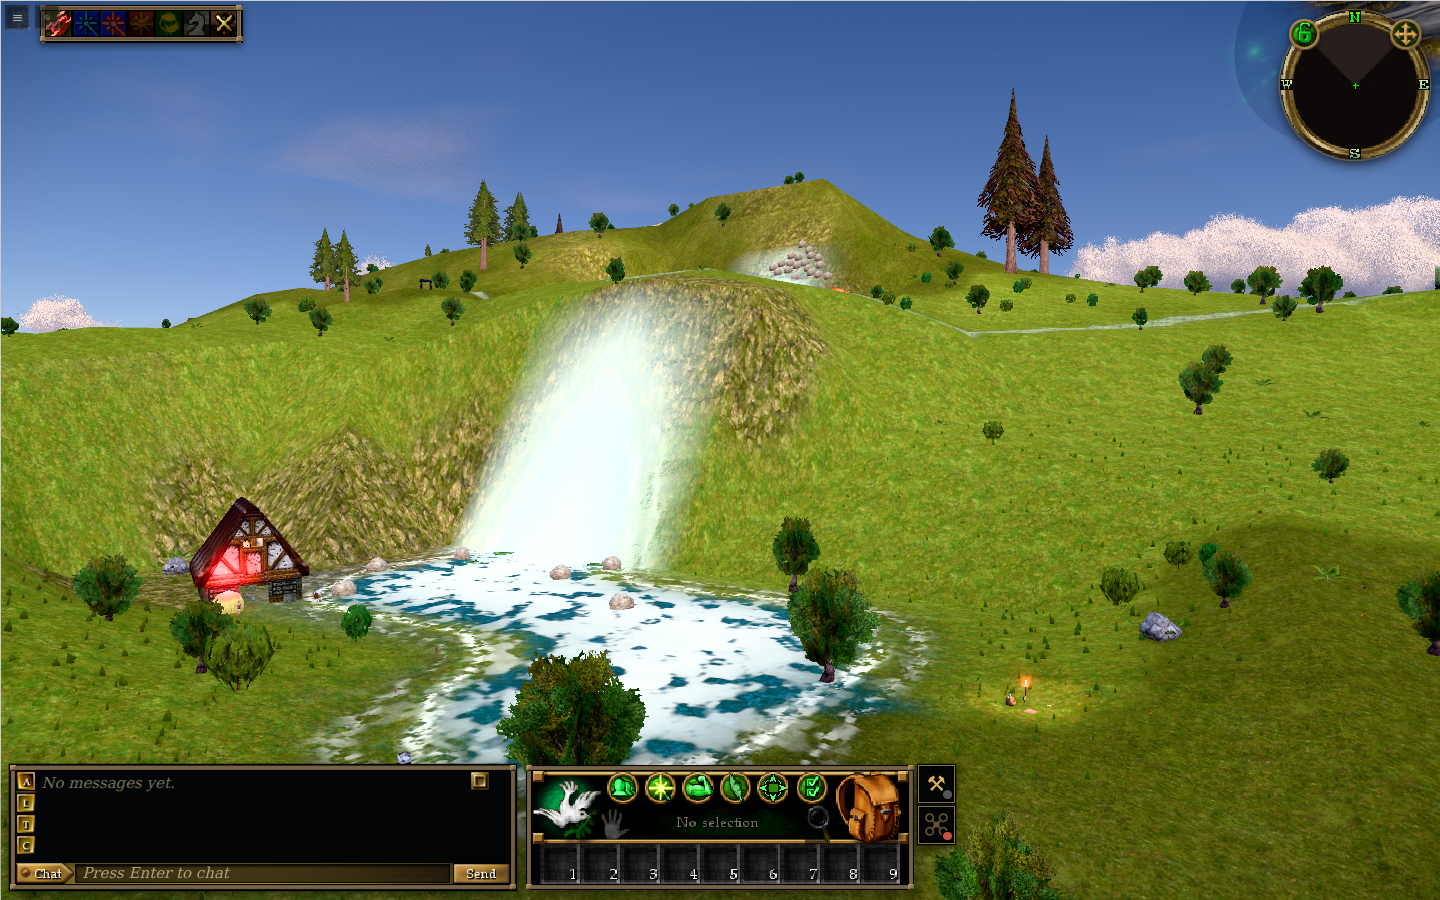 N
W
E
S
A
No messages yet.
L
T
C
Chat
Press Enter to chat
Send
No selection
1 2 3 4 5 6 7 8 9